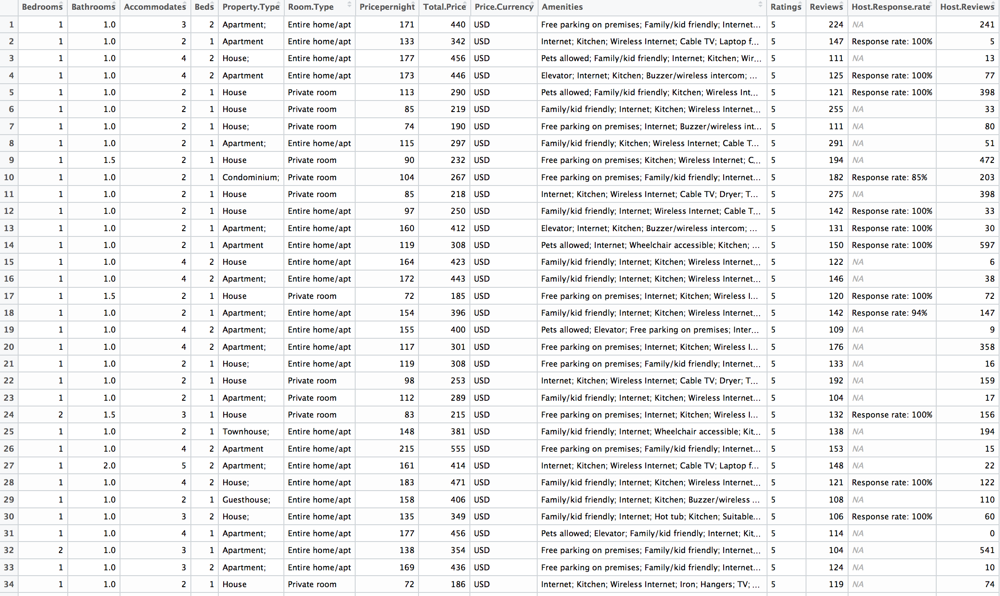 Bedrooms Bathrooms Accommodates Beds Property.Type Room.Type Pricepernight Total.Price Price.Currency Amenities Ratings Reviews Host.Response.rate Host.Reviews
1 1 1.0 3 2 Apartment; Entire home/apt 171 440 USD Free parking on premises; Family/kid friendly; Internet... 5 224 NA 241
2 1 1.0 2 1 Apartment Entire home/apt 133 342 USD Internet; Kitchen; Wireless Internet; Cable TV; Laptop f... 5 147 Response rate: 100% 5
3 1 1.0 4 2 House; Entire home/apt 177 456 USD Pets allowed; Family/kid friendly; Internet; Kitchen; Wir... 5 111 NA 13
4 1 1.0 4 2 Apartment Entire home/apt 173 446 USD Elevator; Internet; Kitchen; Buzzer/wireless intercom; ... 5 125 Response rate: 100% 77
5 1 1.0 2 1 House Private room 113 290 USD Pets allowed; Family/kid friendly; Kitchen; Wireless Int... 5 121 Response rate: 100% 398
6 1 1.0 2 1 House Private room 85 219 USD Family/kid friendly; Internet; Kitchen; Wireless Internet... 5 255 NA 33
7 1 1.0 2 1 House; Private room 74 190 USD Free parking on premises; Internet; Buzzer/wireless int... 5 111 NA 80
8 1 1.0 2 1 Apartment; Entire home/apt 115 297 USD Family/kid friendly; Kitchen; Wireless Internet; Cable T... 5 291 NA 51
9 1 1.5 2 1 House Private room 90 232 USD Free parking on premises; Kitchen; Wireless Internet; C... 5 194 NA 472
10 1 1.0 2 1 Condominium; Private room 104 267 USD Free parking on premises; Family/kid friendly; Internet... 5 182 Response rate: 85% 203
11 1 1.0 2 1 House Private room 85 218 USD Internet; Kitchen; Wireless Internet; Cable TV; Dryer; T... 5 275 NA 398
12 1 1.0 2 1 House Entire home/apt 97 250 USD Family/kid friendly; Internet; Wireless Internet; Cable T... 5 142 Response rate: 100% 33
13 1 1.0 2 1 Apartment; Entire home/apt 160 412 USD Elevator; Internet; Kitchen; Buzzer/wireless intercom; ... 5 131 Response rate: 100% 30
14 1 1.0 2 1 Apartment Entire home/apt 119 308 USD Pets allowed; Internet; Wheelchair accessible; Kitchen; ... 5 150 Response rate: 100% 597
15 1 1.0 4 2 House Entire home/apt 164 423 USD Family/kid friendly; Internet; Kitchen; Wireless Internet... 5 122 NA 6
16 1 1.0 4 2 Apartment; Entire home/apt 172 443 USD Family/kid friendly; Internet; Kitchen; Wireless Internet... 5 146 NA 38
17 1 1.5 2 1 House Private room 72 185 USD Free parking on premises; Internet; Kitchen; Wireless I... 5 120 Response rate: 100% 72
18 1 1.0 2 1 Apartment; Entire home/apt 154 396 USD Family/kid friendly; Internet; Kitchen; Wireless Internet... 5 142 Response rate: 94% 147
19 1 1.0 4 2 Apartment; Entire home/apt 155 400 USD Pets allowed; Elevator; Free parking on premises; Inter... 5 109 NA 9
20 1 1.0 4 2 Apartment; Entire home/apt 117 301 USD Free parking on premises; Internet; Kitchen; Wireless I... 5 176 NA 358
21 1 1.0 2 1 House; Entire home/apt 119 308 USD Free parking on premises; Family/kid friendly; Internet... 5 133 NA 16
22 1 1.0 2 1 House Private room 98 253 USD Internet; Kitchen; Wireless Internet; Cable TV; Dryer; T... 5 192 NA 159
23 1 1.0 2 1 Apartment; Private room 112 289 USD Family/kid friendly; Internet; Kitchen; Wireless Internet... 5 104 NA 17
24 2 1.5 3 1 House Private room 83 215 USD Free parking on premises; Internet; Kitchen; Wireless I... 5 132 Response rate: 100% 156
25 1 1.0 2 1 Townhouse; Entire home/apt 148 381 USD Family/kid friendly; Internet; Wheelchair accessible; Kit... 5 138 NA 194
26 1 1.0 4 2 Apartment Entire home/apt 215 555 USD Free parking on premises; Family/kid friendly; Internet... 5 153 NA 15
27 1 2.0 5 2 Apartment; Entire home/apt 161 414 USD Internet; Kitchen; Wireless Internet; Cable TV; Laptop f... 5 148 NA 22
28 1 1.0 4 2 House; Entire home/apt 183 471 USD Family/kid friendly; Internet; Kitchen; Wireless Internet... 5 121 Response rate: 100% 122
29 1 1.0 2 1 Guesthouse; Entire home/apt 158 406 USD Family/kid friendly; Internet; Kitchen; Buzzer/wireless ... 5 108 NA 110
30 1 1.0 3 2 House; Entire home/apt 135 349 USD Family/kid friendly; Internet; Hot tub; Kitchen; Suitable... 5 106 Response rate: 100% 60
31 1 1.0 4 1 Apartment; Entire home/apt 177 456 USD Pets allowed; Elevator; Family/kid friendly; Internet; Kit... 5 114 NA 0
32 2 1.0 3 1 Apartment; Entire home/apt 138 354 USD Free parking on premises; Family/kid friendly; Internet... 5 104 NA 541
33 1 1.0 3 2 Apartment; Entire home/apt 169 436 USD Free parking on premises; Family/kid friendly; Internet... 5 124 NA 10
34 1 1.0 2 1 House Private room 72 186 USD Internet; Kitchen; Wireless Internet; Iron; Hangers; TV; ... 5 119 NA 74